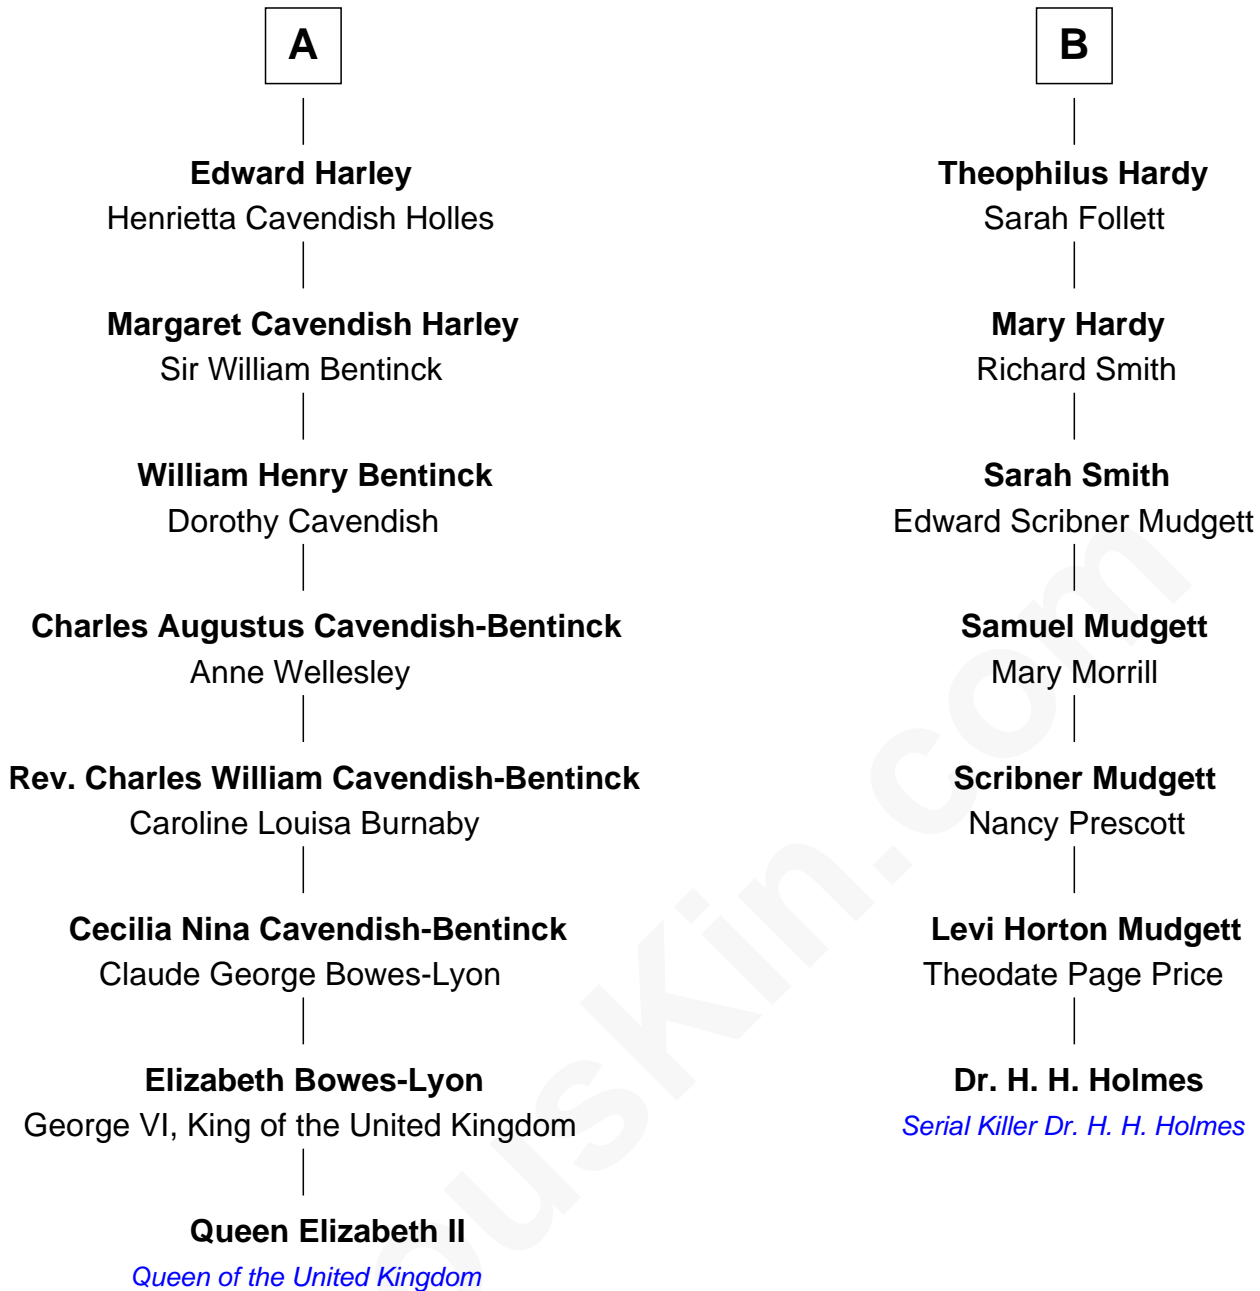 A
Edward Harley
Henrietta Cavendish Holles
Margaret Cavendish Harley
Sir William Bentinck
William Henry Bentinck
Dorothy Cavendish
Charles Augustus Cavendish-Bentinck
Anne Wellesley
Rev. Charles William Cavendish-Bentinck
Caroline Louisa Burnaby
Cecilia Nina Cavendish-Bentinck
Claude George Bowes-Lyon
Elizabeth Bowes-Lyon
George VI, King of the United Kingdom
Queen Elizabeth II
Queen of the United Kingdom
B
Theophilus Hardy
Sarah Follett
Mary Hardy
Richard Smith
Sarah Smith
Edward Scribner Mudgett
Samuel Mudgett
Mary Morrill
Scribner Mudgett
Nancy Prescott
Levi Horton Mudgett
Theodate Page Price
Dr. H. H. Holmes
Serial Killer Dr. H. H. Holmes
ousKin.com